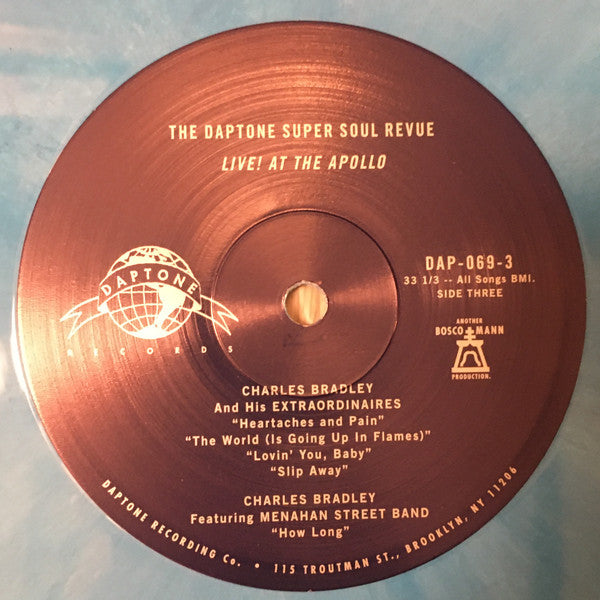 THE DAPTONE SUPER SOUL REVUE
LIVE! AT THE APOLLO
DAPTONE
RECORDS
DAP-069-3
33 1/3 -- All Songs BMI.
SIDE THREE
ANOTHER
BOSCO MANN
PRODUCTION.
CHARLES BRADLEY
And His EXTRAORDINAIRES
"Heartaches and Pain"
"The World (Is Going Up In Flames)"
"Lovin' You, Baby"
"Slip Away"
CHARLES BRADLEY
Featuring MENAHAN STREET BAND
"How Long"
DAPTONE RECORDING Co. • 115 TROUTMAN ST., BROOKLYN, NY 11206